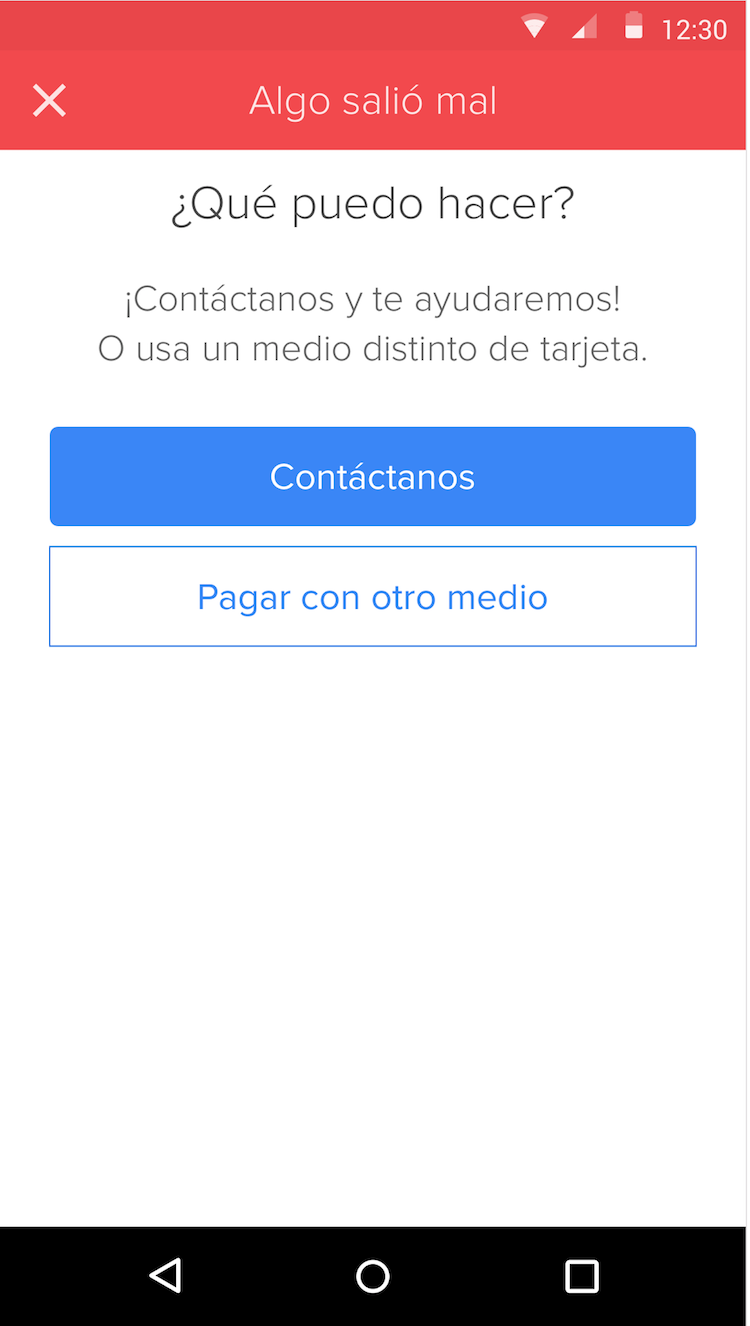 12:30
Algo salió mal
¿Qué puedo hacer?
¡Contáctanos y te ayudaremos!
O usa un medio distinto de tarjeta.
Contáctanos
Pagar con otro medio